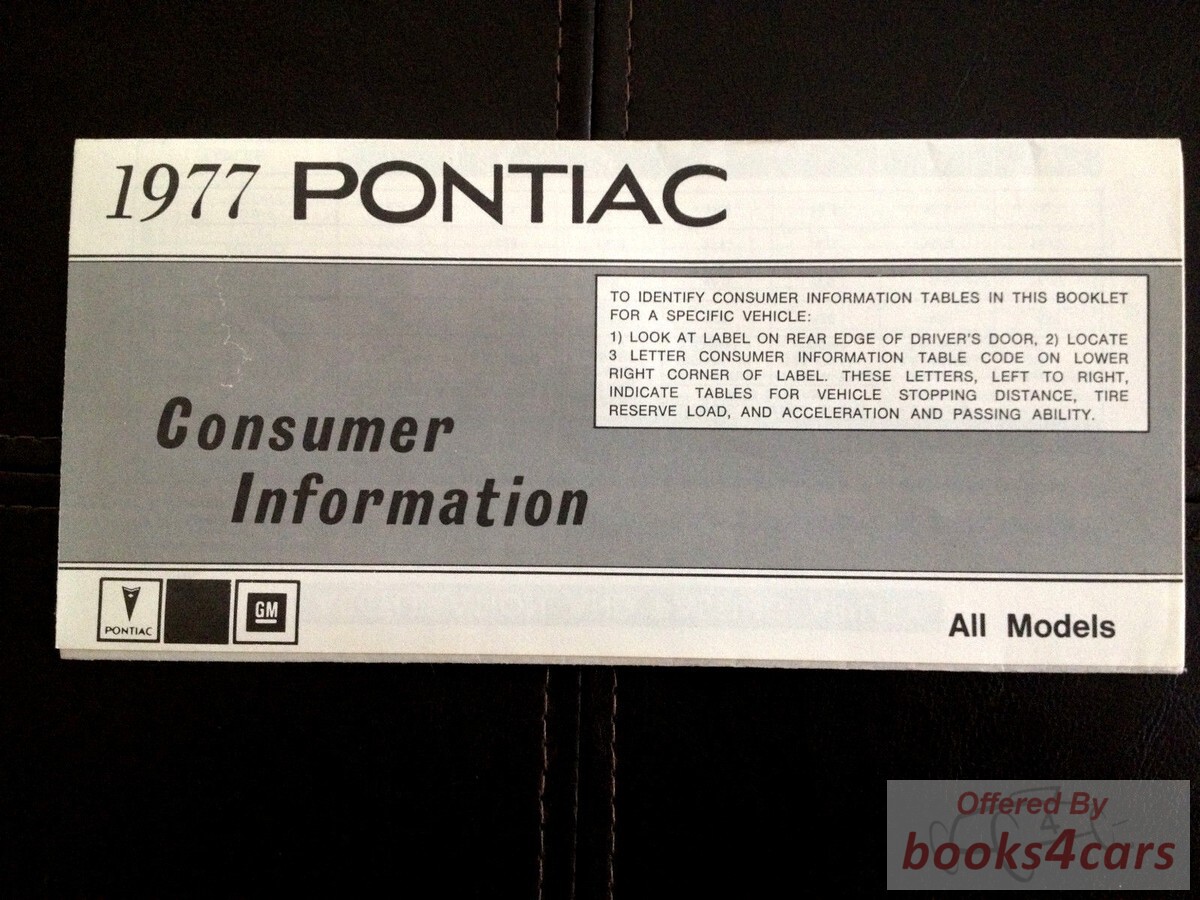 1977 PONTIAC
TO IDENTIFY CONSUMER INFORMATION TABLES IN THIS BOOKLET
FOR A SPECIFIC VEHICLE:
1) LOOK AT LABEL ON REAR EDGE OF DRIVER'S DOOR, 2) LOCATE
3 LETTER CONSUMER INFORMATION TABLE CODE ON LOWER
RIGHT CORNER OF LABEL. THESE LETTERS, LEFT TO RIGHT,
INDICATE TABLES FOR VEHICLE STOPPING DISTANCE, TIRE
RESERVE LOAD, AND ACCELERATION AND PASSING ABILITY.
Consumer
Information
PONTIAC
GM
All Models
Offered By
books4cars